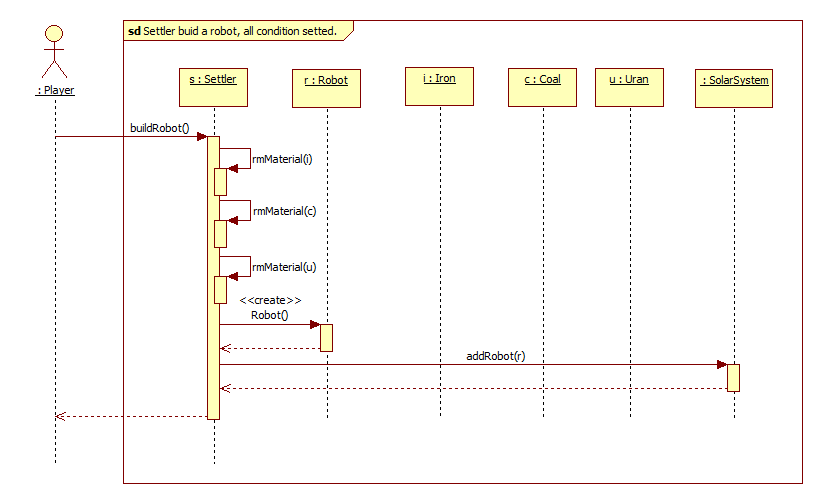 sd Settler buid a robot, all condition setted.
: Player
s : Settler
r : Robot
i : Iron
c : Coal
u : Uran
: SolarSystem
buildRobot()
rmMaterial(i)
rmMaterial(c)
rmMaterial(u)
<<create>>
Robot()
addRobot(r)